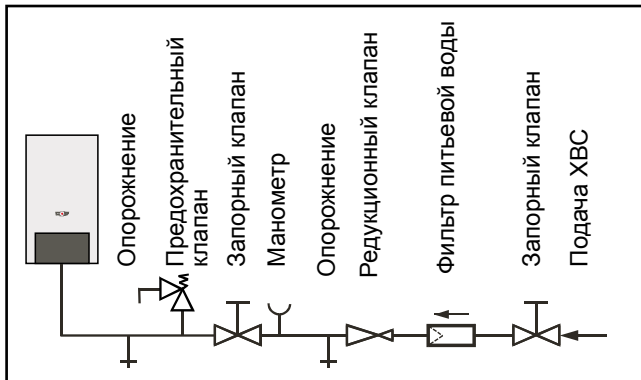 Опорожнение
Предохранительный
клапан
Запорный клапан
Манометр
Опорожнение
Редукционный клапан
Фильтр питьевой воды
Запорный клапан
Подача ХВС